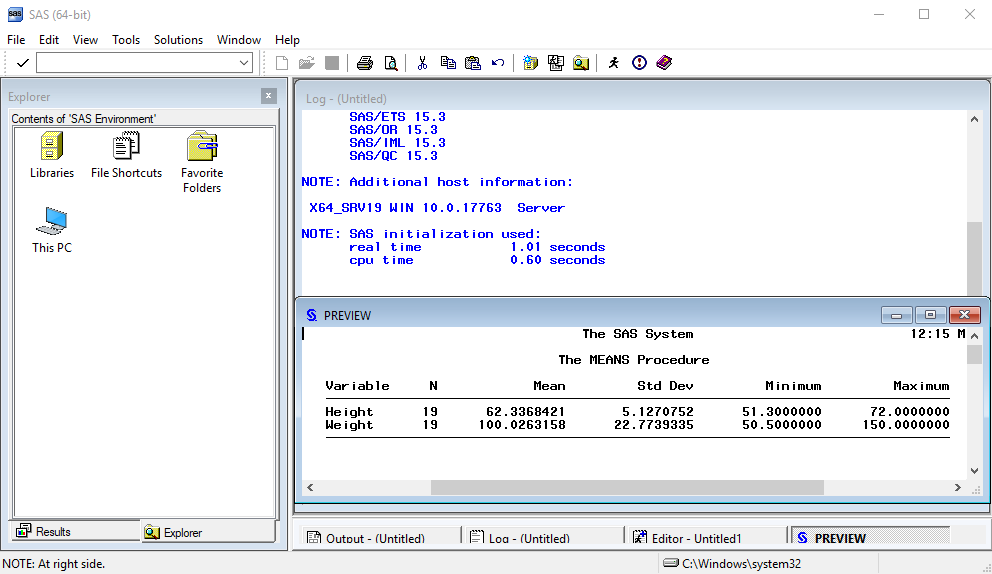 SAS (64-bit)
File Edit View Tools Solutions Window Help
Explorer
Contents of 'SAS Environment'
Libraries
File Shortcuts
Favorite
Folders
This PC
Results
Explorer
Log - (Untitled)
SAS/ETS 15.3
SAS/OR 15.3
SAS/IML 15.3
SAS/QC 15.3
NOTE: Additional host information:
X64_SRV19 WIN 10.0.17763 Server
NOTE: SAS initialization used:
real time 1.01 seconds
cpu time 0.60 seconds
PREVIEW
The SAS System 12:15 M
The MEANS Procedure
Variable N Mean Std Dev Minimum Maximum
Height 19 62.3368421 5.1270752 51.3000000 72.0000000
Weight 19 100.0263158 22.7739335 50.5000000 150.0000000
Output - (Untitled)
Log - (Untitled)
Editor - Untitled1
PREVIEW
NOTE: At right side.
C:\Windows\system32